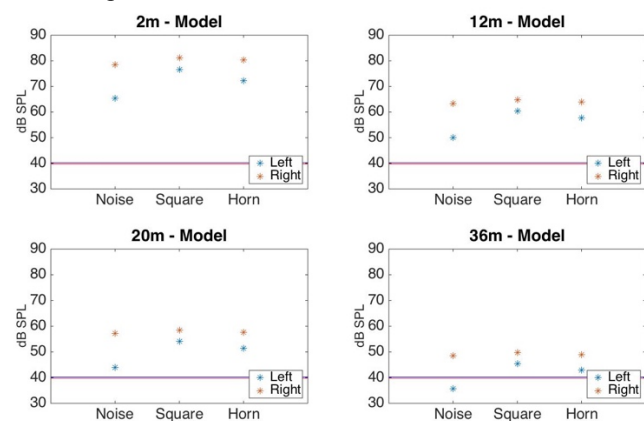 2m - Model
90
80
70
60
50
40
30
dB SPL
Noise Square Horn
Left
Right
12m - Model
90
80
70
60
50
40
30
dB SPL
Noise Square Horn
Left
Right
20m - Model
90
80
70
60
50
40
30
dB SPL
Noise Square Horn
Left
Right
36m - Model
90
80
70
60
50
40
30
dB SPL
Noise Square Horn
Left
Right